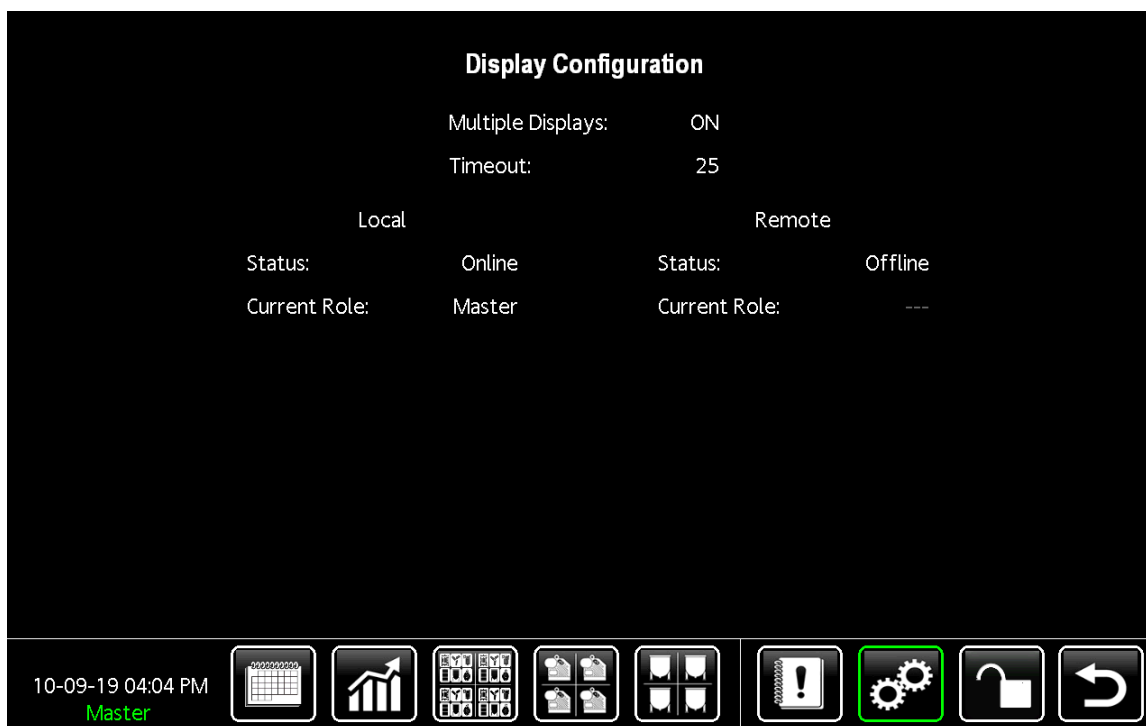 Display Configuration
Multiple Displays: ON
Timeout: 25
Local Remote
Status: Online Status: Offline
Current Role: Master Current Role: ---
10-09-19 04:04 PM
Master